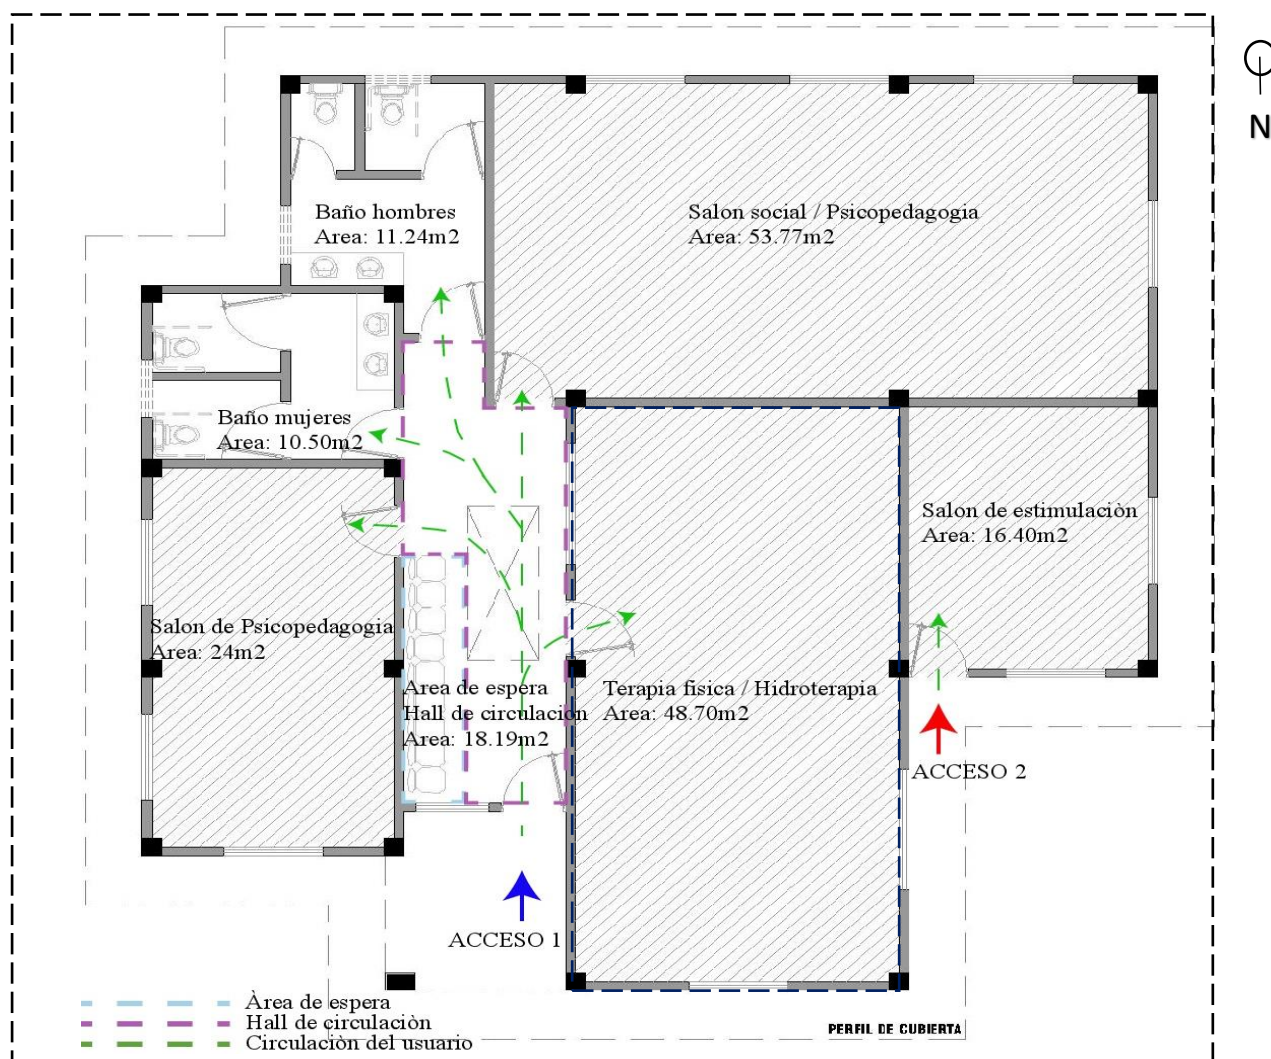 N
Baño hombres
Area: 11.24m2
Salon social / Psicopedagogia
Area: 53.77m2
Baño mujeres
Area: 10.50m2
Salon de estimulaciòn
Area: 16.40m2
Salon de Psicopedagogia
Area: 24m2
Area de espera
Hall de circulaciòn
Area: 18.19m2
Terapia fisica / Hidroterapia
Area: 48.70m2
ACCESO 2
ACCESO 1
Àrea de espera
Hall de circulaciòn
Circulaciòn del usuario
PERFIL DE CUBIERTA